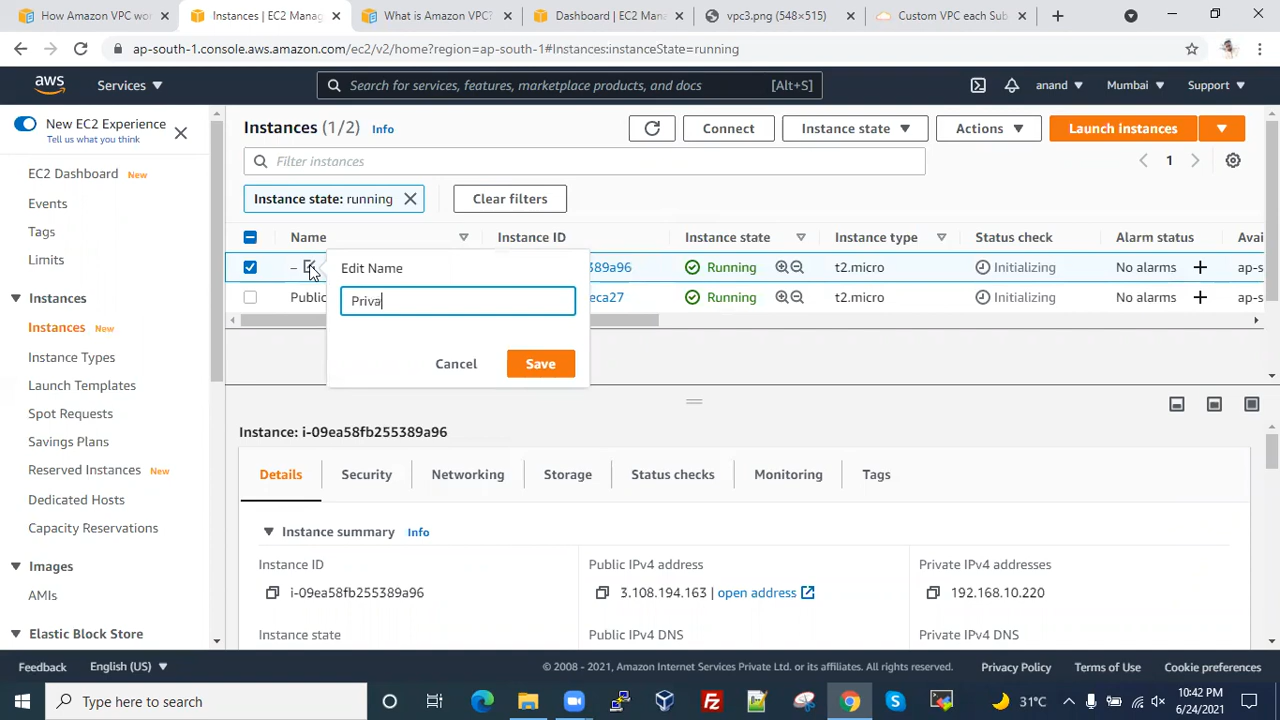 How Amazon VPC wo
Instances | EC2 Manag
What is Amazon VPC?
Dashboard | EC2 Mana
vpc3.png (548×515)
Custom VPC each Sub
ap-south-1.console.aws.amazon.com/ec2/v2/home?region=ap-south-1#Instances:instanceState=running
aws
Services
Search for services, features, marketplace products, and docs
[Alt+S]
anand
Mumbai
Support
New EC2 Experience
Tell us what you think
EC2 Dashboard New
Events
Tags
Limits
Instances
Instances New
Instance Types
Launch Templates
Spot Requests
Savings Plans
Reserved Instances New
Dedicated Hosts
Capacity Reservations
Images
AMIs
Elastic Block Store
Instances (1/2) Info
Connect
Instance state
Actions
Launch instances
Filter instances
1
Instance state: running
Clear filters
Name
Instance ID
Instance state
Instance type
Status check
Alarm status
Avai
– 389a96 Running t2.micro Initializing No alarms + ap-s
Public eca27 Running t2.micro Initializing No alarms + ap-s
Edit Name
Priva
Cancel
Save
Instance: i-09ea58fb255389a96
Details
Security
Networking
Storage
Status checks
Monitoring
Tags
Instance summary Info
Instance ID
Public IPv4 address
Private IPv4 addresses
i-09ea58fb255389a96
3.108.194.163 | open address
192.168.10.220
Instance state
Public IPv4 DNS
Private IPv4 DNS
Feedback
English (US)
© 2008 - 2021, Amazon Internet Services Private Ltd. or its affiliates. All rights reserved.
Privacy Policy
Terms of Use
Cookie preferences
Type here to search
31°C
10:42 PM
6/24/2021